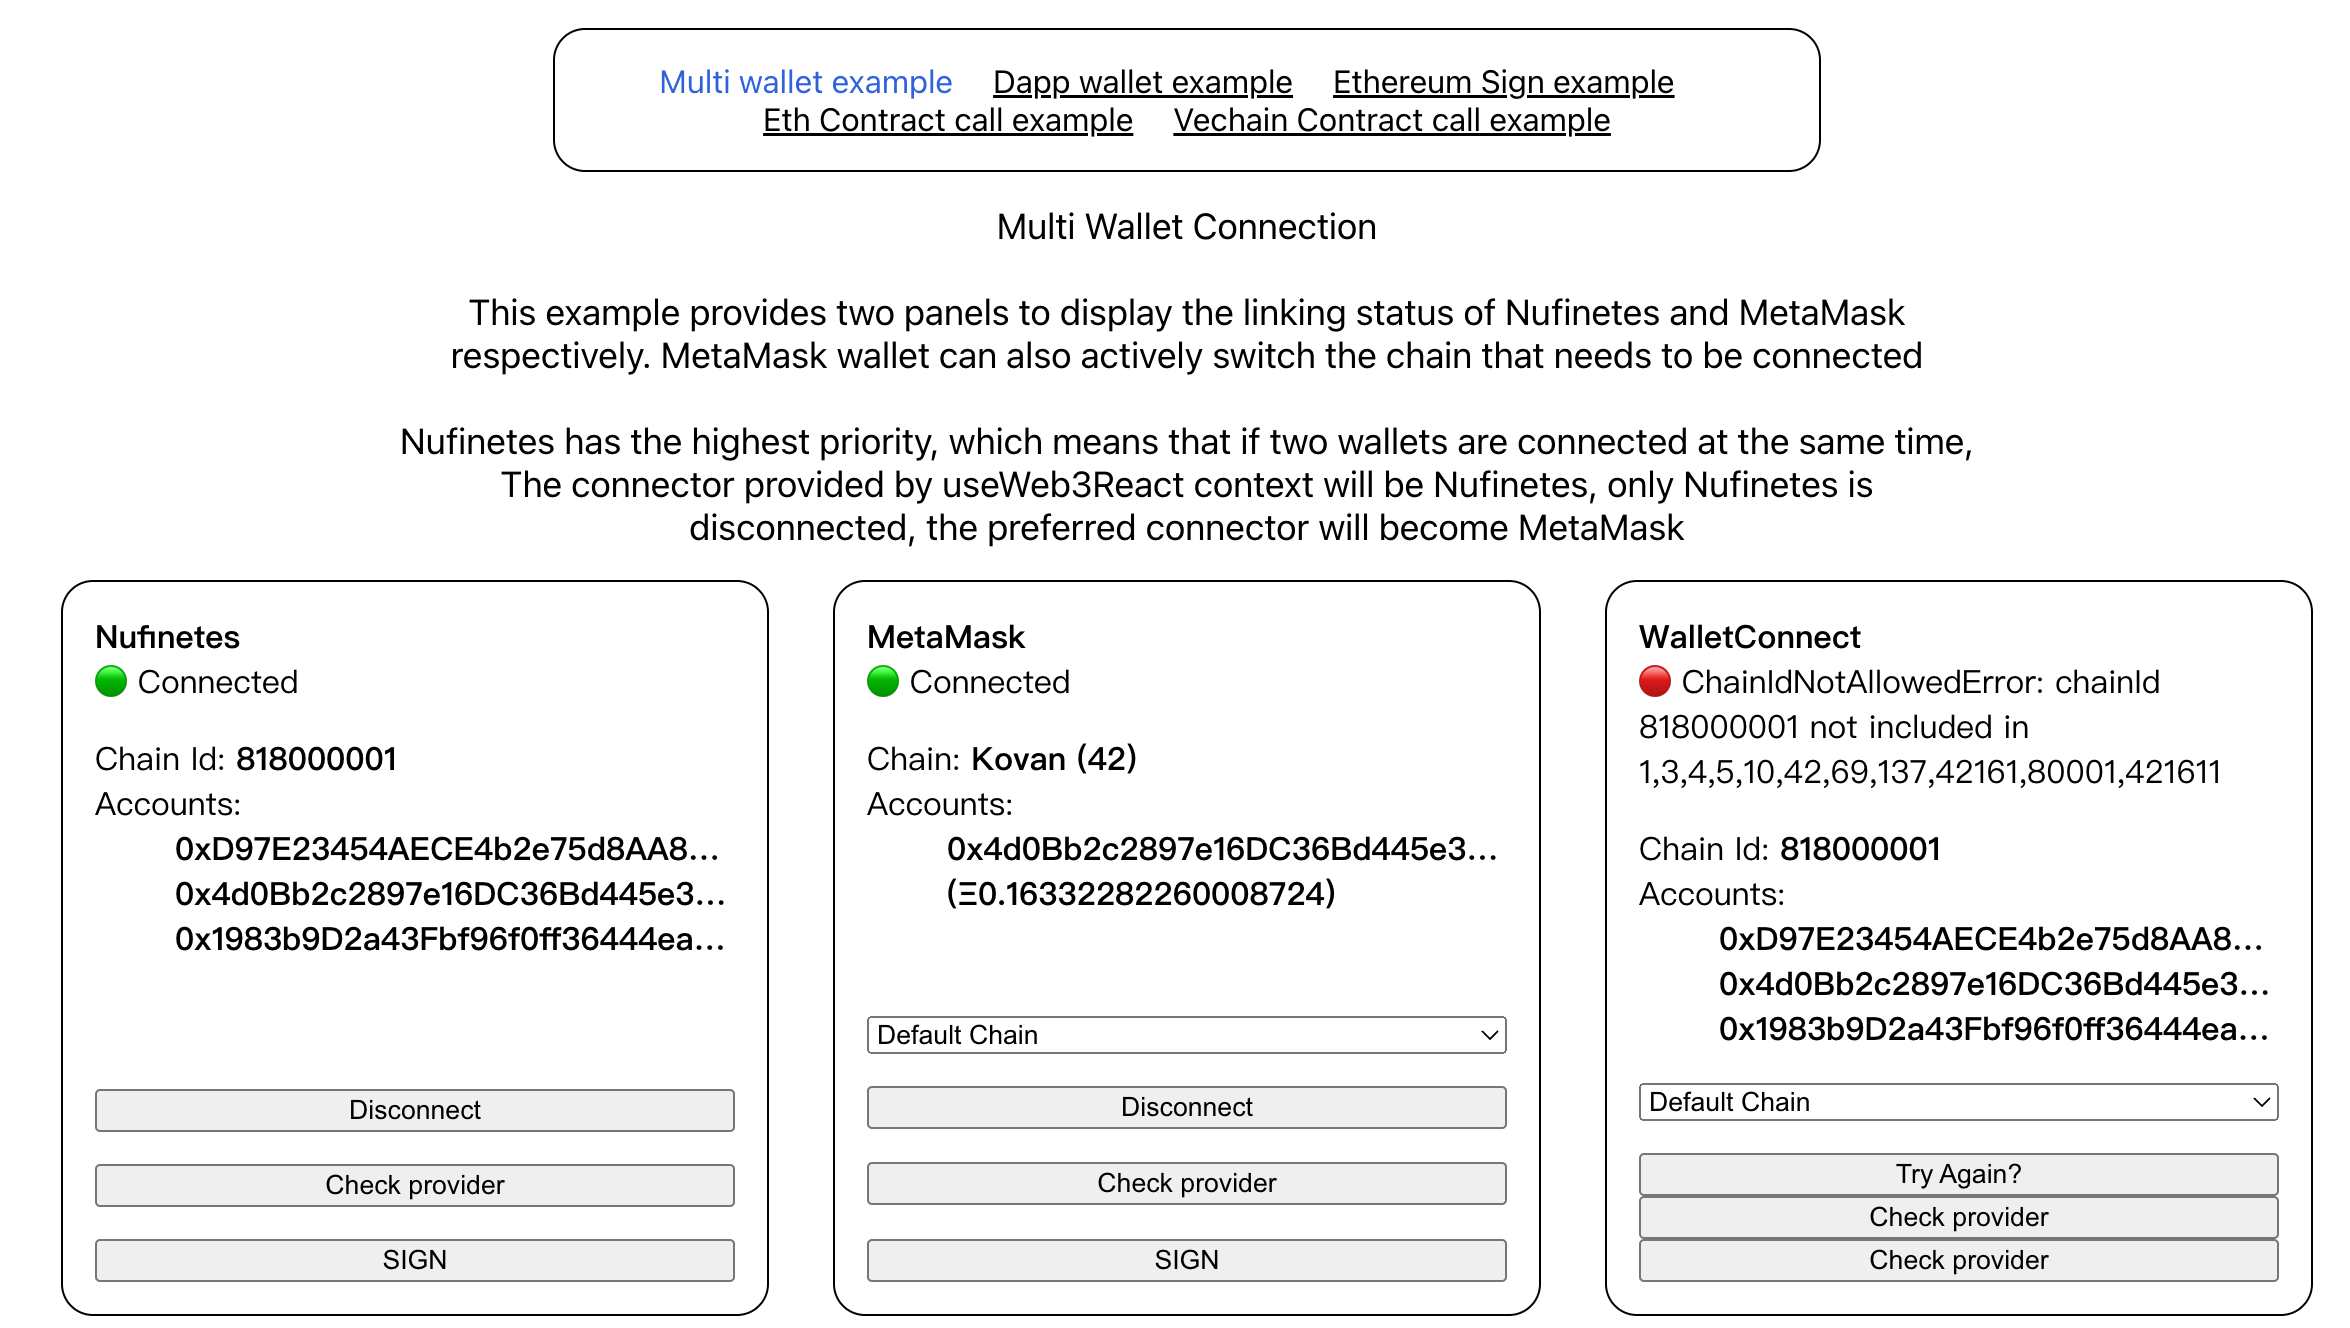 Multi wallet example Dapp wallet example Ethereum Sign example
Eth Contract call example Vechain Contract call example
Multi Wallet Connection
This example provides two panels to display the linking status of Nufinetes and MetaMask
respectively. MetaMask wallet can also actively switch the chain that needs to be connected
Nufinetes has the highest priority, which means that if two wallets are connected at the same time,
The connector provided by useWeb3React context will be Nufinetes, only Nufinetes is
disconnected, the preferred connector will become MetaMask
Nufinetes
Connected
Chain Id: 818000001
Accounts:
0xD97E23454AECE4b2e75d8AA8...
0x4d0Bb2c2897e16DC36Bd445e3...
0x1983b9D2a43Fbf96f0ff36444ea...
Disconnect
Check provider
SIGN
MetaMask
Connected
Chain: Kovan (42)
Accounts:
0x4d0Bb2c2897e16DC36Bd445e3...
(Ξ0.16332282260008724)
Default Chain
Disconnect
Check provider
SIGN
WalletConnect
ChainIdNotAllowedError: chainId
818000001 not included in
1,3,4,5,10,42,69,137,42161,80001,421611
Chain Id: 818000001
Accounts:
0xD97E23454AECE4b2e75d8AA8...
0x4d0Bb2c2897e16DC36Bd445e3...
0x1983b9D2a43Fbf96f0ff36444ea...
Default Chain
Try Again?
Check provider
Check provider